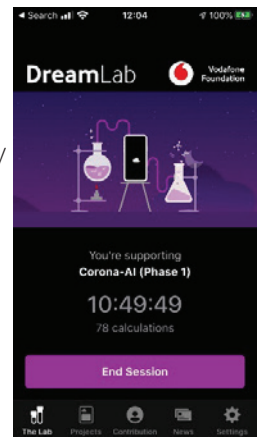 ◀ Search 12:04 100%
DreamLab Vodafone
Foundation
/
You're supporting
Corona-AI (Phase 1)
10:49:49
78 calculations
End Session
The Lab Projects Contribution News Settings